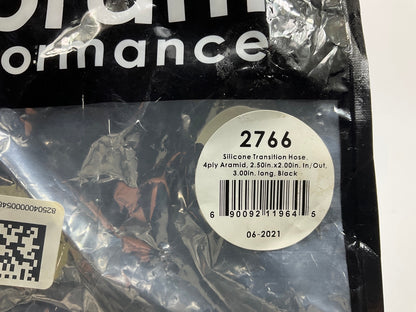 ormance
2766
Silicone Transition Hose,
4ply Aramid, 2.50in.x2.00in. In/Out,
3.00in. long, Black
6 90092 11964 5
06-2021